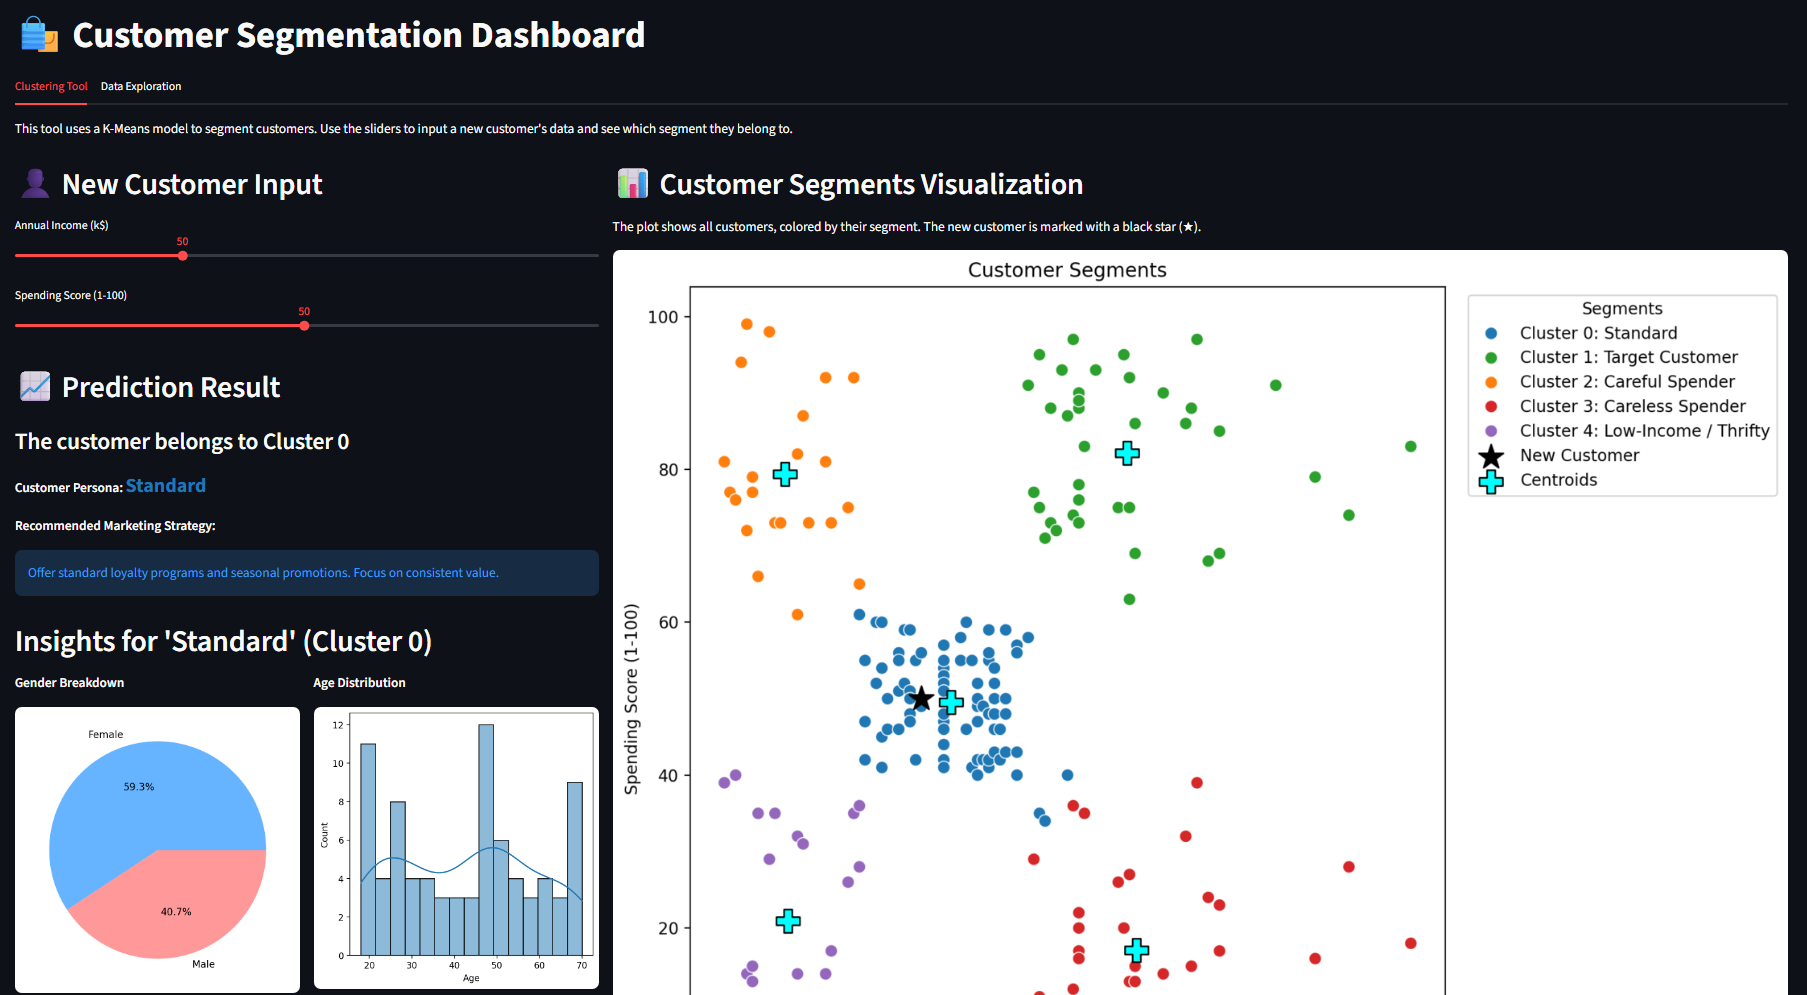 Customer Segmentation Dashboard
Clustering Tool
Data Exploration
This tool uses a K-Means model to segment customers. Use the sliders to input a new customer's data and see which segment they belong to.
New Customer Input
Annual Income (k$)
50
Spending Score (1-100)
50
Prediction Result
The customer belongs to Cluster 0
Customer Persona: Standard
Recommended Marketing Strategy:
Offer standard loyalty programs and seasonal promotions. Focus on consistent value.
Insights for 'Standard' (Cluster 0)
Gender Breakdown
Female
59.3%
40.7%
Male
Age Distribution
12
10
8
6
4
2
0
Count
20 30 40 50 60 70
Age
Customer Segments Visualization
The plot shows all customers, colored by their segment. The new customer is marked with a black star (★).
Customer Segments
100
80
60
40
20
Spending Score (1-100)
Segments
Cluster 0: Standard
Cluster 1: Target Customer
Cluster 2: Careful Spender
Cluster 3: Careless Spender
Cluster 4: Low-Income / Thrifty
New Customer
Centroids